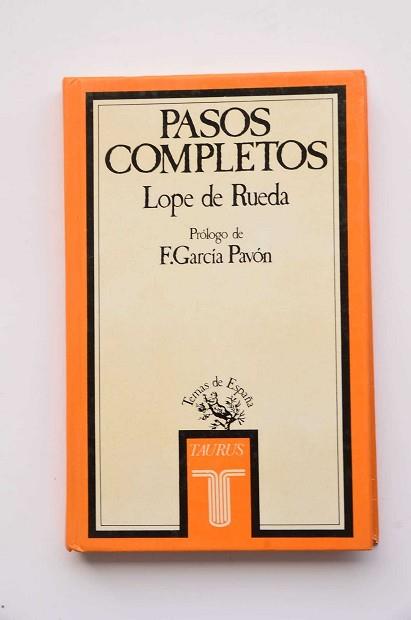 PASOS
COMPLETOS
Lope de Rueda
Prólogo de
F.García Pavón
Temas de España
TAURUS